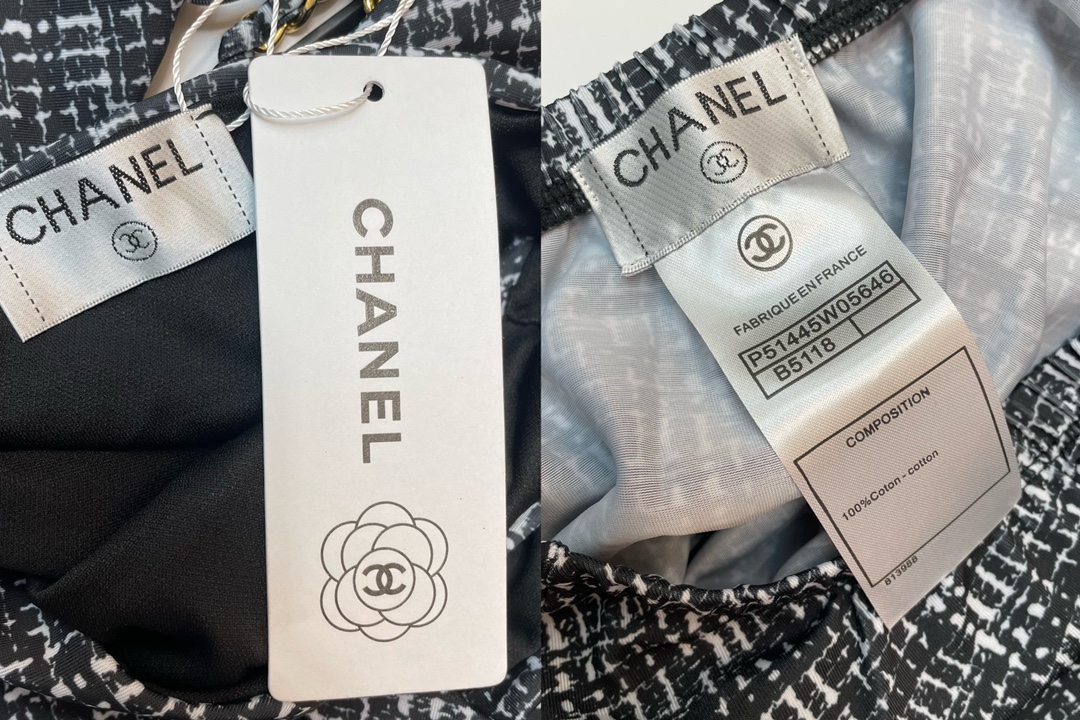 CHANEL
CHANEL
CHANEL
FABRIQUE EN FRANCE
P51445W05646
B5118
COMPOSITION
100%Coton - cotton
813988